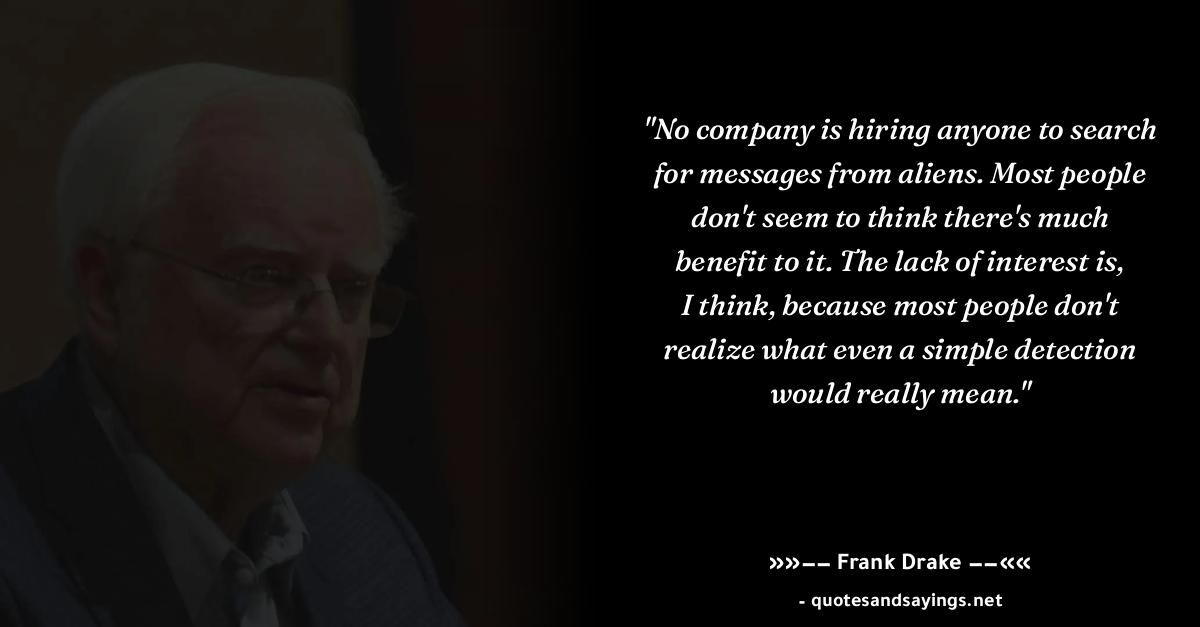 "No company is hiring anyone to search
for messages from aliens. Most people
don't seem to think there's much
benefit to it. The lack of interest is,
I think, because most people don't
realize what even a simple detection
would really mean."
»»–– Frank Drake ––««
- quotesandsayings.net